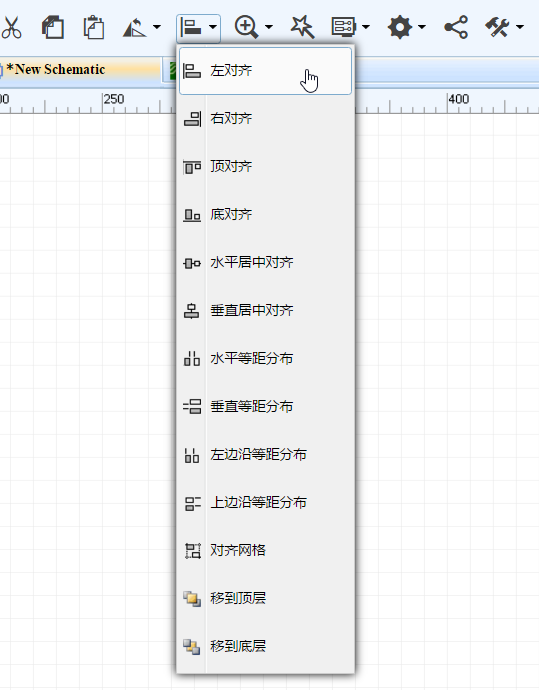 *New Schematic
00
250
400
左对齐
右对齐
顶对齐
底对齐
水平居中对齐
垂直居中对齐
水平等距分布
垂直等距分布
左边沿等距分布
上边沿等距分布
对齐网格
移到顶层
移到底层